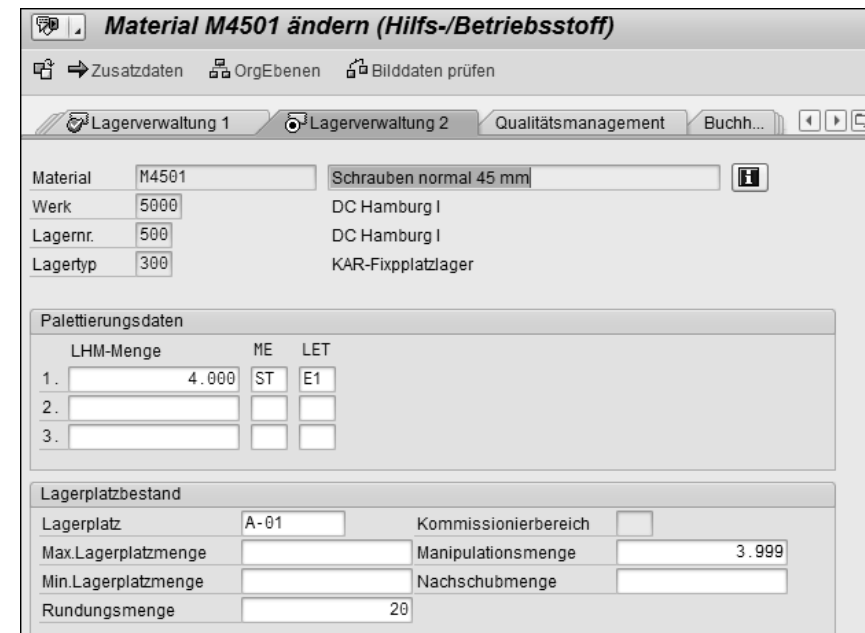 Material M4501 ändern (Hilfs-/Betriebsstoff)
Zusatzdaten OrgEbenen Bilddaten prüfen
Lagerverwaltung 1 Lagerverwaltung 2 Qualitätsmanagement Buchh...
Material M4501 Schrauben normal 45 mm
Werk 5000 DC Hamburg I
Lagernr. 500 DC Hamburg I
Lagertyp 300 KAR-Fixpplatzlager
Palettierungsdaten
LHM-Menge ME LET
1. 4.000 ST E1
2.
3.
Lagerplatzbestand
Lagerplatz A-01 Kommissionierbereich
Max.Lagerplatzmenge Manipulationsmenge 3.999
Min.Lagerplatzmenge Nachschubmenge
Rundungsmenge 20